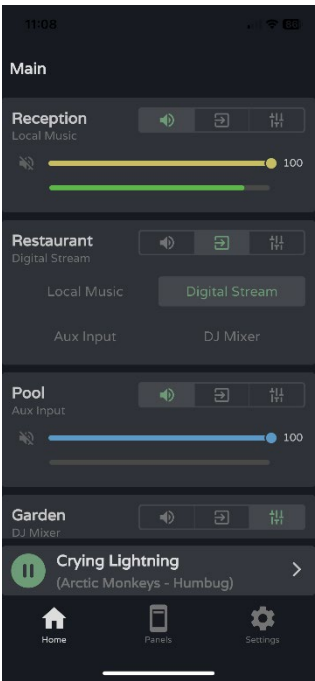 11:08
Main
Reception
Local Music
100
Restaurant
Digital Stream
Local Music Digital Stream
Aux Input DJ Mixer
Pool
Aux Input
100
Garden
DJ Mixer
Crying Lightning
(Arctic Monkeys - Humbug)
Home Panels Settings